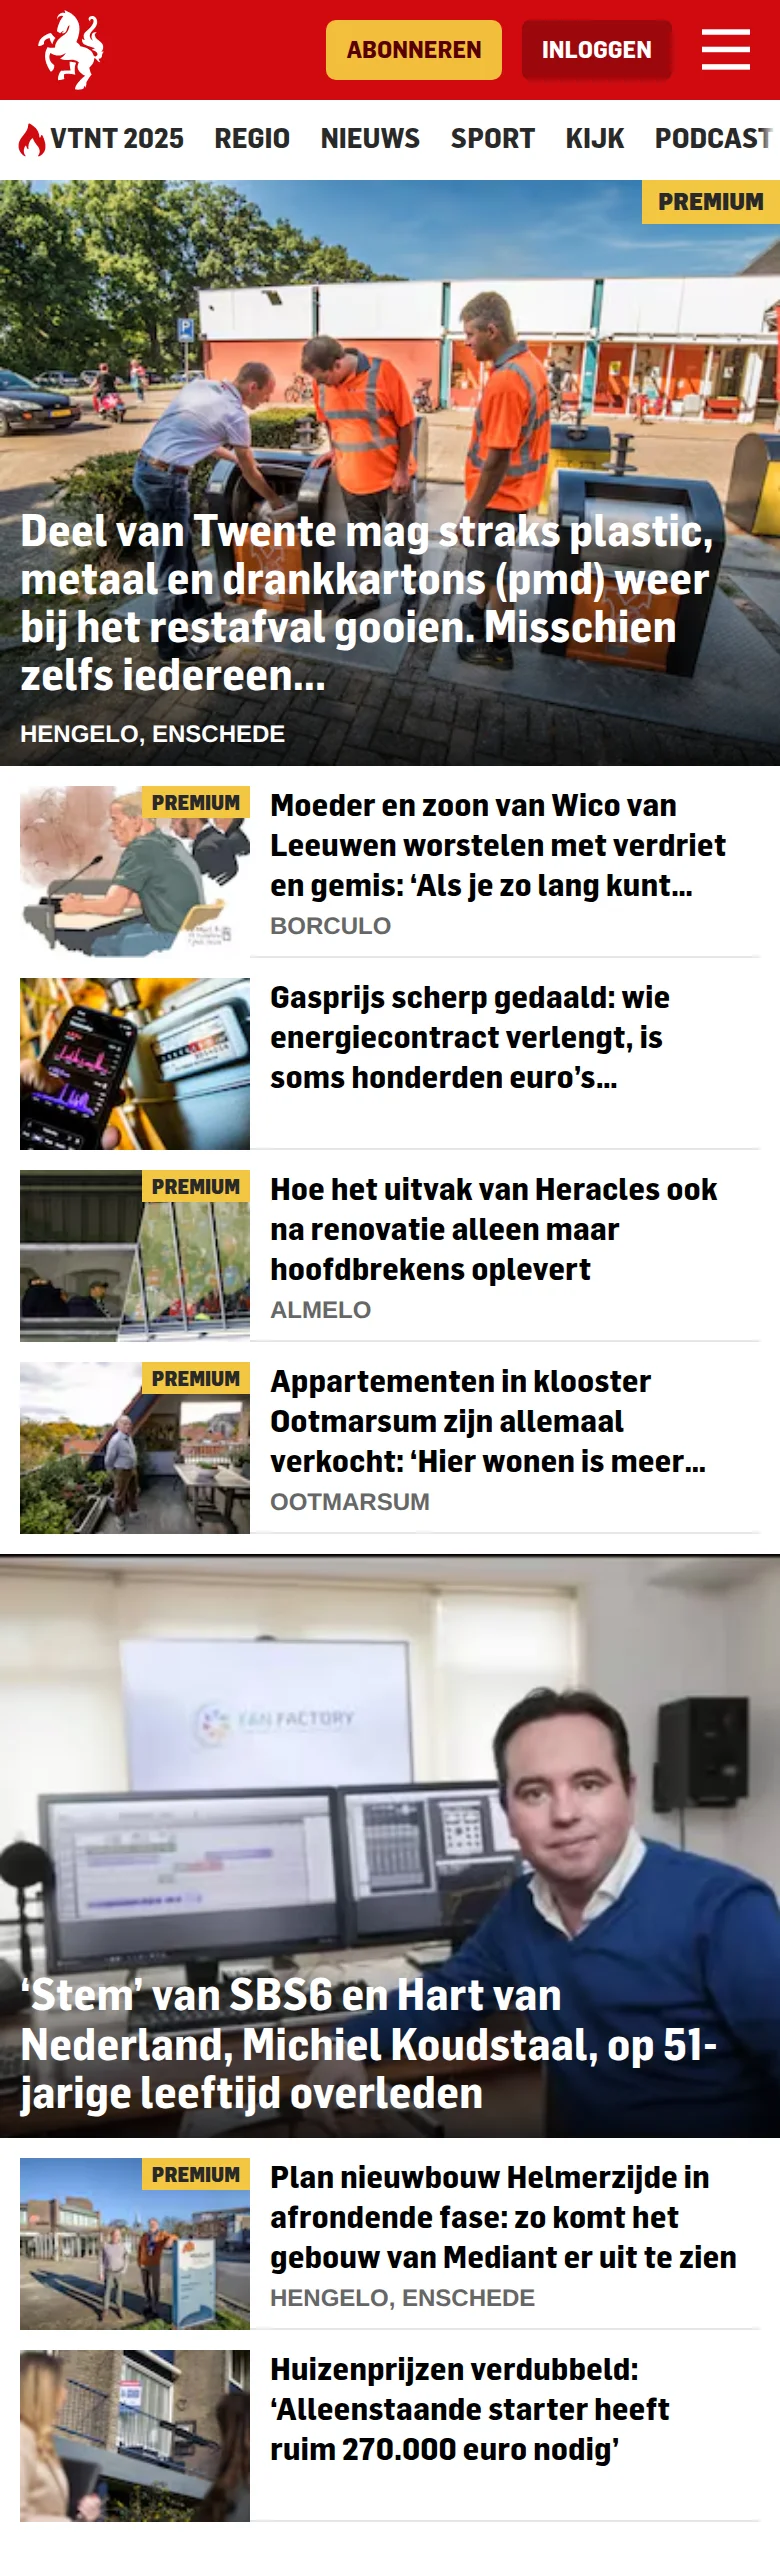 ABONNEREN
INLOGGEN
VTNT 2025 REGIO NIEUWS SPORT KIJK PODCAST
PREMIUM
P
Deel van Twente mag straks plastic,
metaal en drankkartons (pmd) weer
bij het restafval gooien. Misschien
zelfs iedereen...
HENGELO, ENSCHEDE
PREMIUM
Moeder en zoon van Wico van
Leeuwen worstelen met verdriet
en gemis: ‘Als je zo lang kunt...
BORCULO
Gasprijs scherp gedaald: wie
energiecontract verlengt, is
soms honderden euro’s...
PREMIUM
Hoe het uitvak van Heracles ook
na renovatie alleen maar
hoofdbrekens oplevert
ALMELO
PREMIUM
Appartementen in klooster
Ootmarsum zijn allemaal
verkocht: ‘Hier wonen is meer...
OOTMARSUM
FAN FACTORY
‘Stem’ van SBS6 en Hart van
Nederland, Michiel Koudstaal, op 51-
jarige leeftijd overleden
PREMIUM
Plan nieuwbouw Helmerzijde in
afrondende fase: zo komt het
gebouw van Mediant er uit te zien
HENGELO, ENSCHEDE
Huizenprijzen verdubbeld:
‘Alleenstaande starter heeft
ruim 270.000 euro nodig’